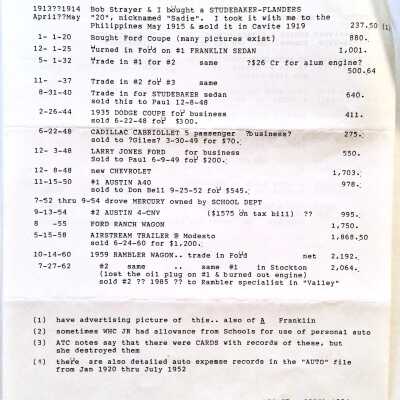 1913??1914 Bob Strayer & I bought a STUDEBAKER-FLANDERS
April??May "20", nicknamed "Sadie". I took it with me to the
Philippines May 1915 & sold it in Cavite 1919 237.50 (1)
1- 1-20 Bought Ford Coupe (many pictures exist) 880.
12- 1-25 Turned in Ford on #1 FRANKLIN SEDAN 1,001.
5- 1-32 Trade in #1 for #2 same ?$26 Cr for alum engine?
500.64
11- -37 Trade in #2 for #3 same
8-31-40 Trade in for STUDEBAKER sedan 640.
sold this to Paul 12-8-48
2-26-44 1935 DODGE COUPE for business 411.
sold 6-22-48 for $300.
6-22-48 CADILLAC CABRIOLLET 5 passenger ?business? 275.
sold to ?Giles? 3-30-49 for $70.
12- 3-48 LARRY JONES FORD for business 550.
Sold to Paul 6-9-49 for $200.
12- 8-48 new CHEVROLET 1,703.
11-15-50 #1 AUSTIN A40 978.
sold to Don Bell 9-25-52 for $545.
7-52 thru 9-54 drove MERCURY owned by SCHOOL DEPT
9-13-54 #2 AUSTIN 4-CNV ($1575 on tax bill) ?? 995.
8 -55 FORD RANCH WAGON 1,750.
5-15-58 AIRSTREAM TRAILER @ Modesto 1,868.50
sold 6-24-60 for $1,200.
10-14-60 1959 RAMBLER WAGON.. trade in Ford net 2,192.
7-27-62 #2 same .. same #1 in Stockton 2,064.
(lost the oil plug on #1 & burned out engine)
sold #2 ?? 1985 ?? to Rambler specialist in "Valley"
(1) have advertising picture of this.. also of A Franklin
(2) sometimes WHC JR had allowance from Schools for use of personal auto
(3) ATC notes say that there were CARDS with records of these, but
she destroyed them
(4) there are also detailed auto expense records in the "AUTO" file
from Jan 1920 thru July 1952